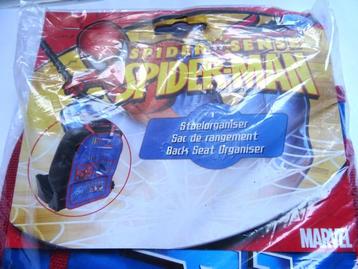 SPIDER SENSE
SPIDER-MAN
Stoelorganiser
Sac de rangement
Back Seat Organiser
MARVEL